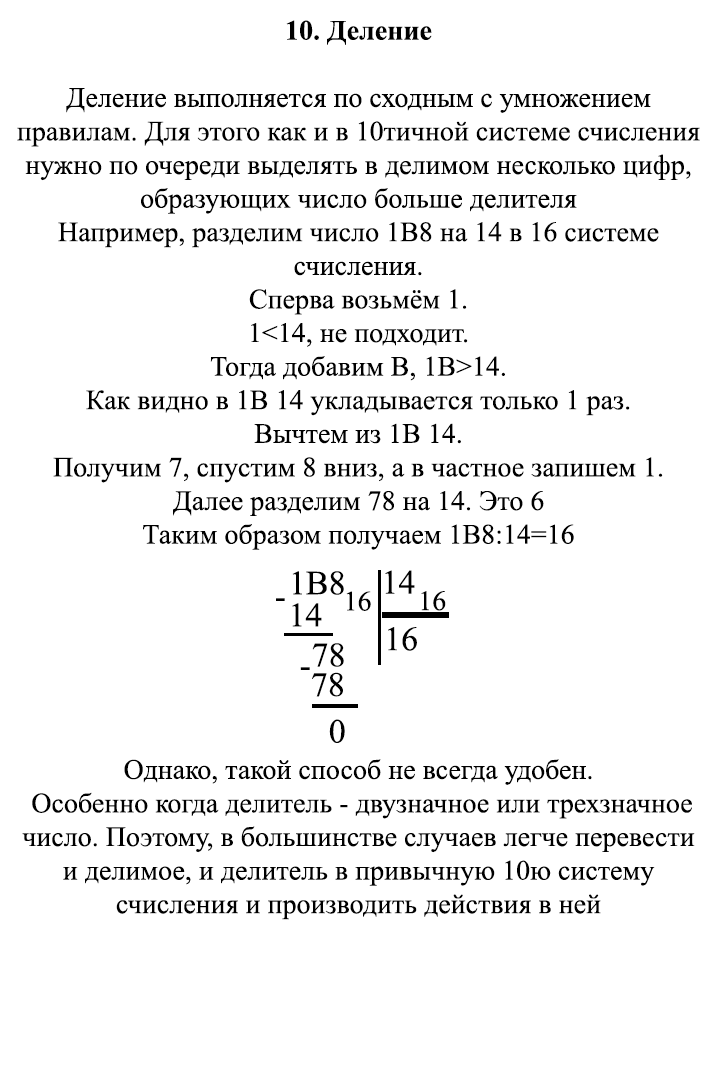 10. Деление
Деление выполняется по сходным с умножением
правилам. Для этого как и в 10тичной системе счисления
нужно по очереди выделять в делимом несколько цифр,
образующих число больше делителя
Например, разделим число 1B8 на 14 в 16 системе
счисления.
Сперва возьмём 1.
1<14, не подходит.
Тогда добавим B, 1B>14.
Как видно в 1B 14 укладывается только 1 раз.
Вычтем из 1B 14.
Получим 7, спустим 8 вниз, а в частное запишем 1.
Далее разделим 78 на 14. Это 6
Таким образом получаем 1B8:14=16
- 1B8 16 14 16
14 16
- 78
78
0
Однако, такой способ не всегда удобен.
Особенно когда делитель - двузначное или трехзначное
число. Поэтому, в большинстве случаев легче перевести
и делимое, и делитель в привычную 10ю систему
счисления и производить действия в ней